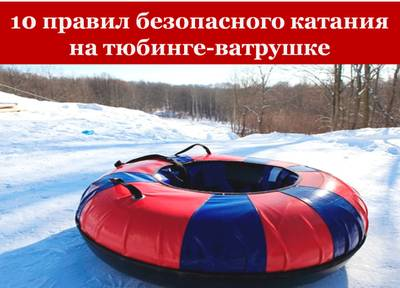 10 правил безопасного катания
на тюбинге-ватрушке